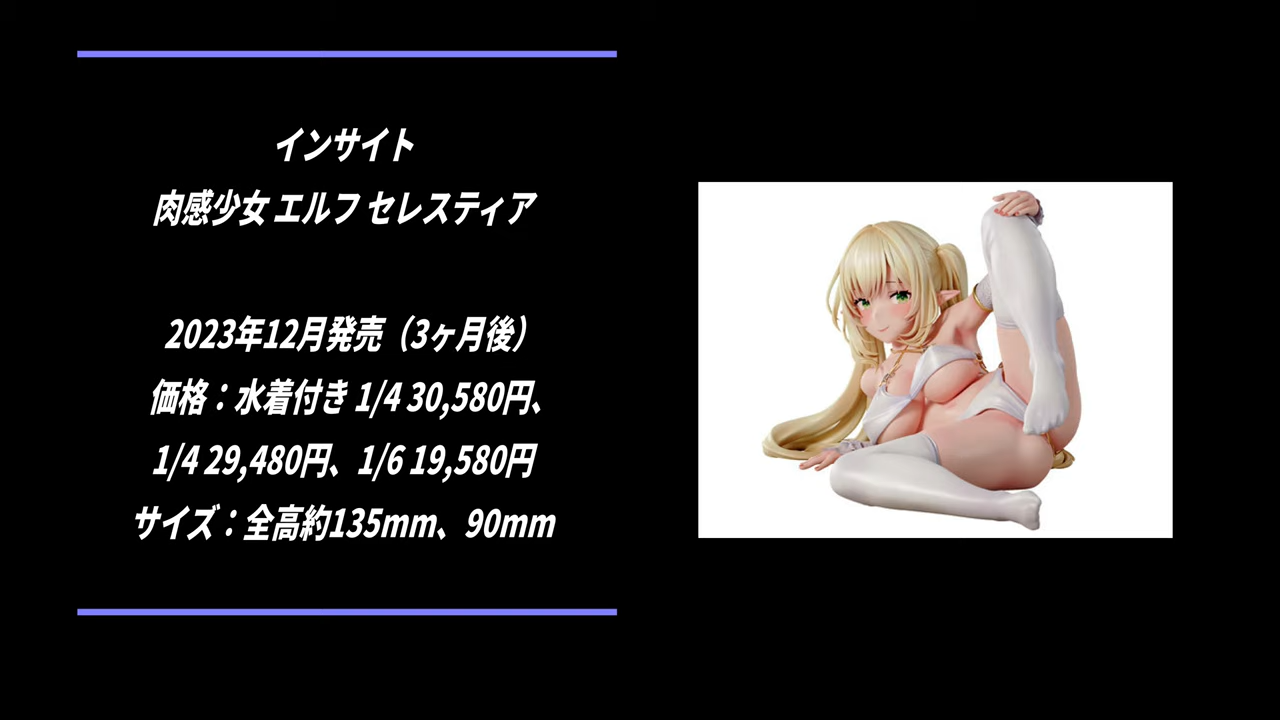 インサイト
肉感少女 エルフ セレスティア
2023年12月発売（3ヶ月後）
価格：水着付き 1/4 30,580円、
1/4 29,480円、1/6 19,580円
サイズ：全高約135mm、90mm